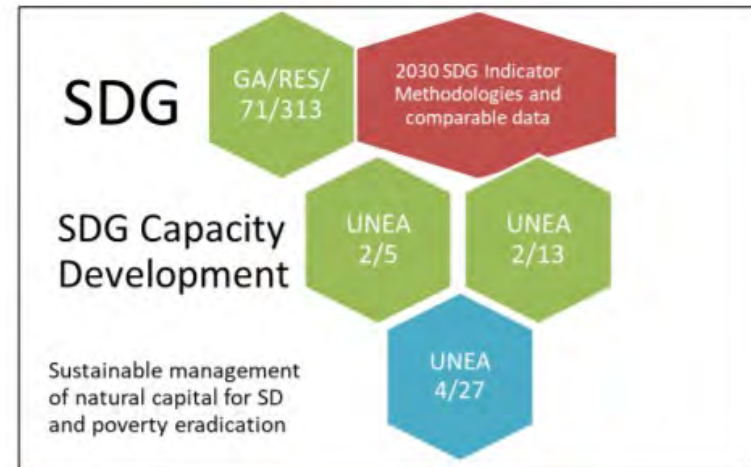 SDG
GA/RES/
71/313
2030 SDG Indicator
Methodologies and
comparable data
SDG Capacity
Development
UNEA
2/5
UNEA
2/13
UNEA
4/27
Sustainable management
of natural capital for SD
and poverty eradication